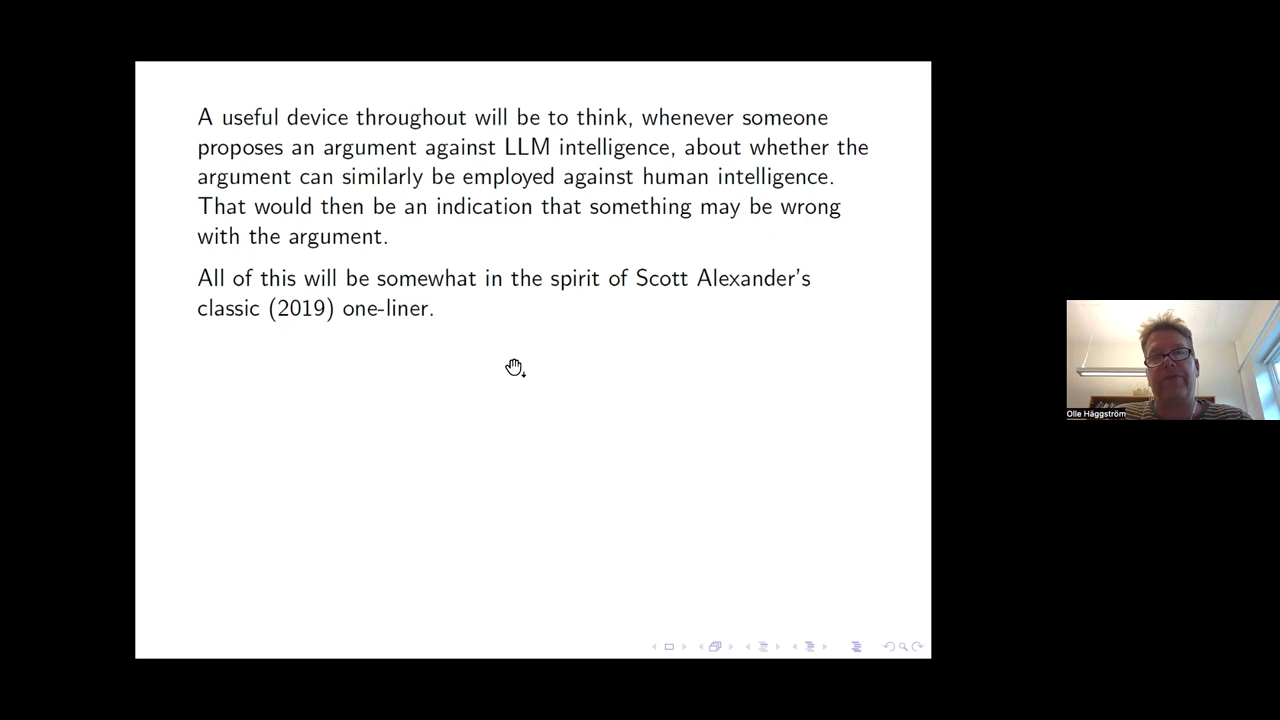 A useful device throughout will be to think, whenever someone
proposes an argument against LLM intelligence, about whether the
argument can similarly be employed against human intelligence.
That would then be an indication that something may be wrong
with the argument.
All of this will be somewhat in the spirit of Scott Alexander's
classic (2019) one-liner.
Olle Häggström